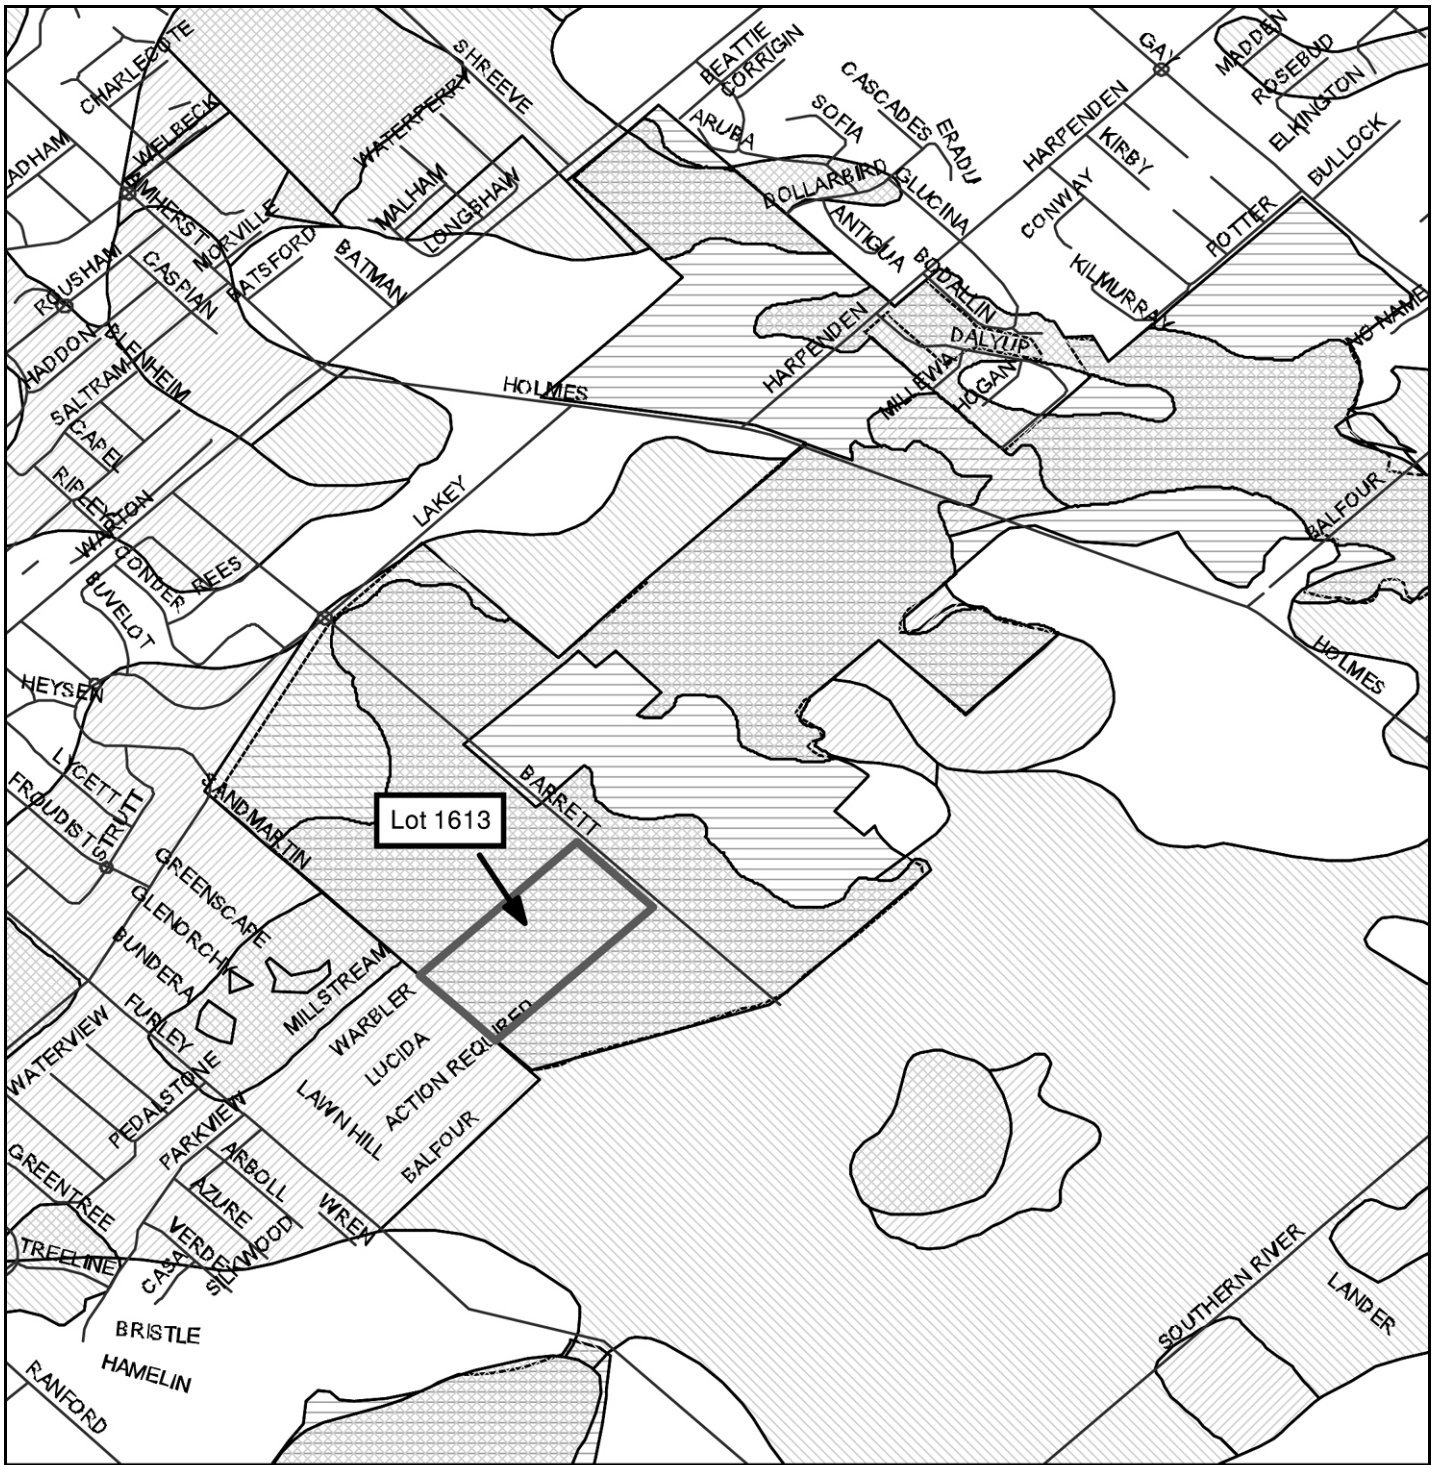 CHARLECOTE
SHREEVE
BEATTIE
CORRIGIN
GAY
MADDEN
ROSEBUD
ELKINGTON
BULLOCK
CASCADES
SOFIA
ARUBA
ERADU
HARPENDEN
KIRBY
CONWAY
WATERPERRY
WELBECK
ADHAM
AMHERST
MORVILLE
MALHAM
LONGSHAW
DOLLARBIRD
GLUCINA
ANTIGUA
POTTER
KILMURRAY
BODALLIN
ROUSHAM
CASPIAN
BATSFORD
BATMAN
NO NAME
DALYUP
HARPENDEN
MILLEWA
HOGAN
HADDON
BLENHEIM
SALTRAM
CAPEL
HOLMES
RIPLEY
WARTON
LAKEY
BALFOUR
CONDER
REES
BUVELOT
HEYSEN
HOLMES
LYCETT
STRUTT
FROUDIST
SANDMARTIN
BARRETT
Lot 1613
GREENSCAPE
GLENORCHY
BUNDERA
FURLEY
MILLSTREAM
WARBLER
LUCIDA
ACTION REQUIRED
LAWN HILL
BALFOUR
WATERVIEW
PEDALSTONE
PARKVIEW
GREENTREE
ARBOLL
AZURE
VERDE
SILKWOOD
CASA
WREN
TREELINE
SOUTHERN RIVER
LANDER
BRISTLE
HAMELIN
RANFORD